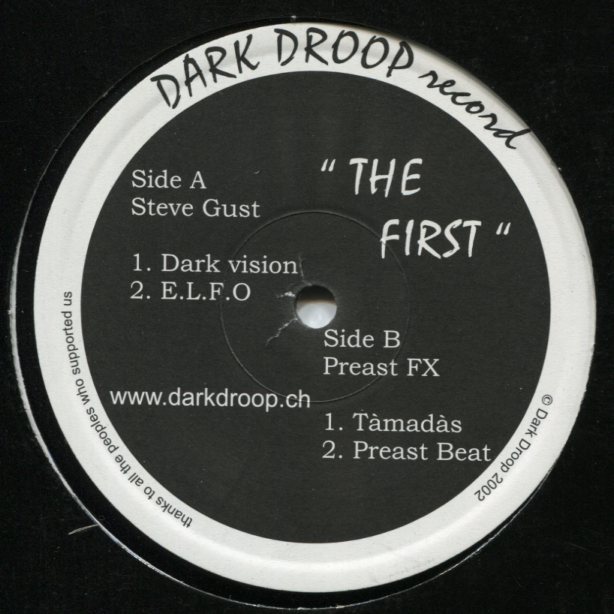 DARK DROOP record
" THE
FIRST "
Side A
Steve Gust
1. Dark vision
2. E.L.F.O
Side B
Preast FX
www.darkdroop.ch
1. Tàmadàs
2. Preast Beat
thanks to all the peoples who supported us
© Dark Droop 2002